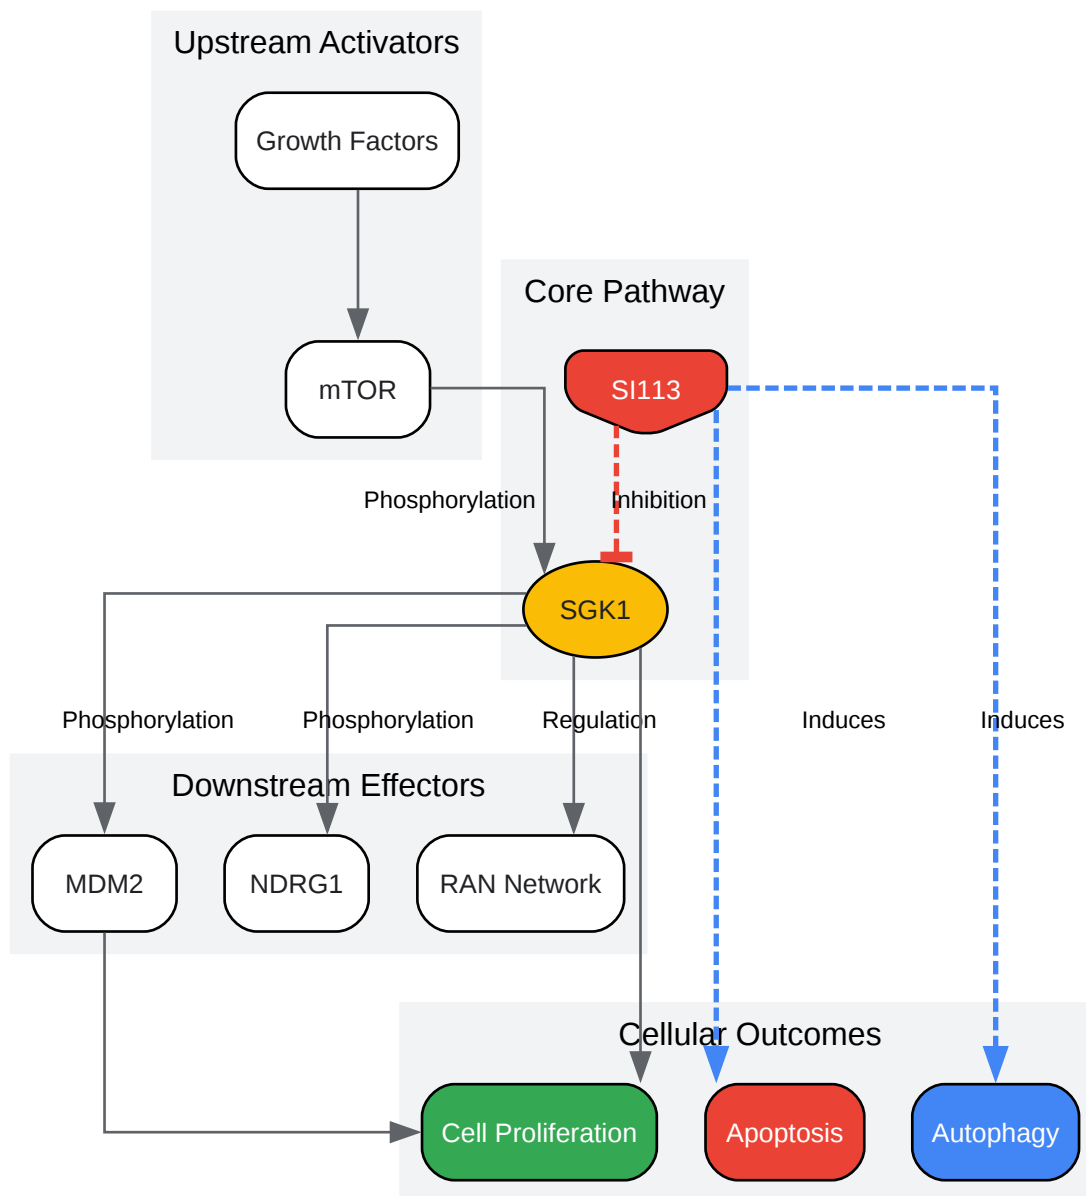 Upstream Activators
Growth Factors
Core Pathway
mTOR
SI113
Phosphorylation
Inhibition
SGK1
Phosphorylation
Phosphorylation
Regulation
Induces
Induces
Downstream Effectors
MDM2
NDRG1
RAN Network
Cellular Outcomes
Cell Proliferation
Apoptosis
Autophagy